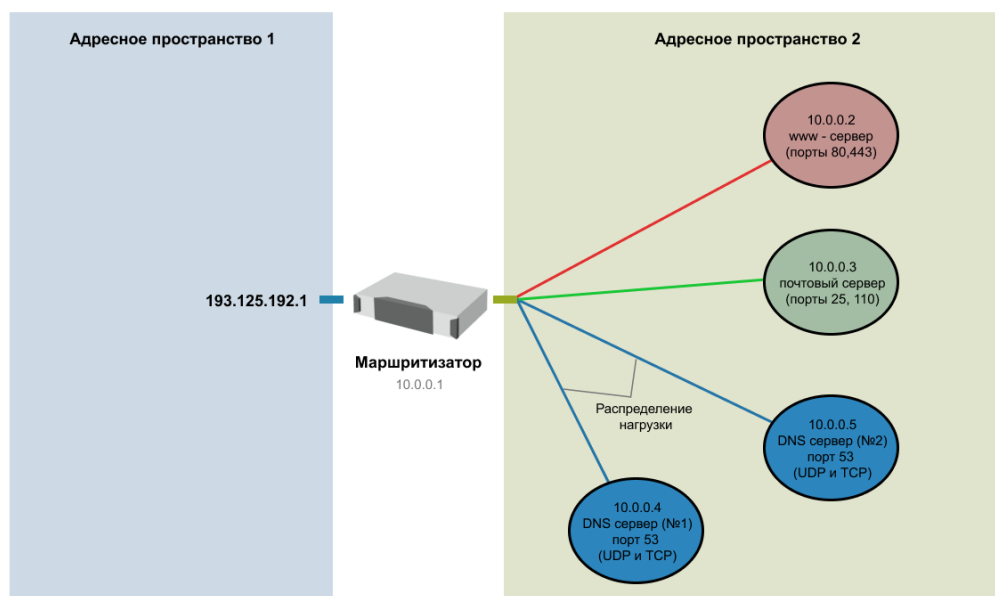 Адресное пространство 1
Адресное пространство 2
10.0.0.2
www - сервер
(порты 80,443)
10.0.0.3
почтовый сервер
(порты 25, 110)
193.125.192.1
Маршритизатор
10.0.0.1
Распределение
нагрузки
10.0.0.5
DNS сервер (№2)
порт 53
(UDP и TCP)
10.0.0.4
DNS сервер (№1)
порт 53
(UDP и TCP)